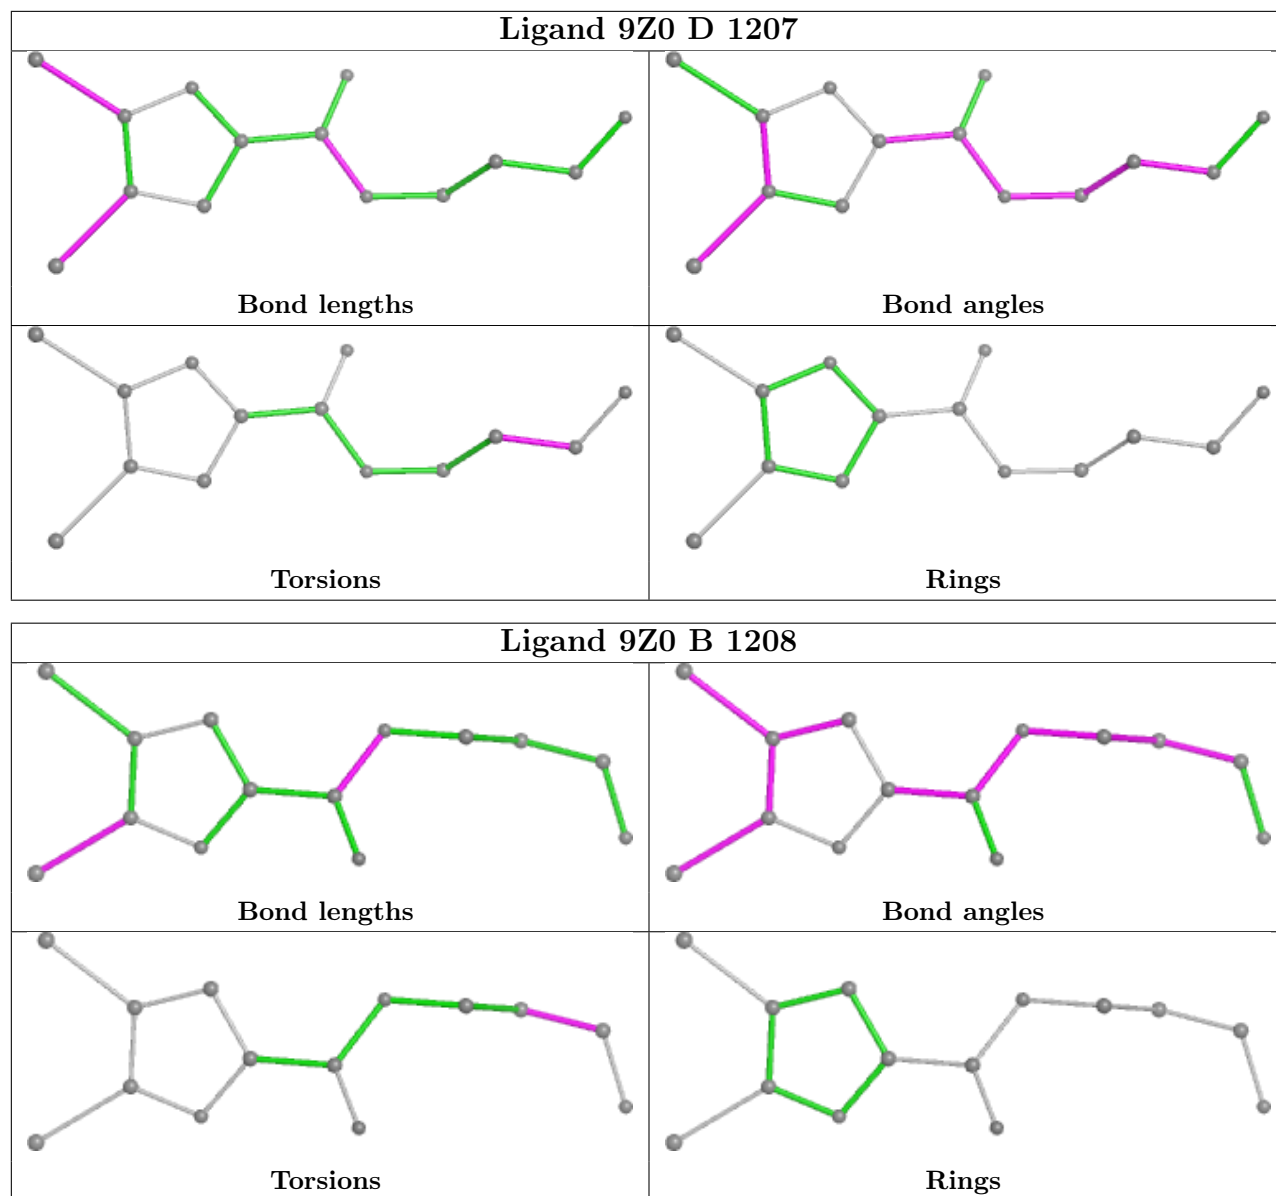 Ligand 9Z0 D 1207
Bond lengths
Bond angles
Torsions
Rings
Ligand 9Z0 B 1208
Bond lengths
Bond angles
Torsions
Rings